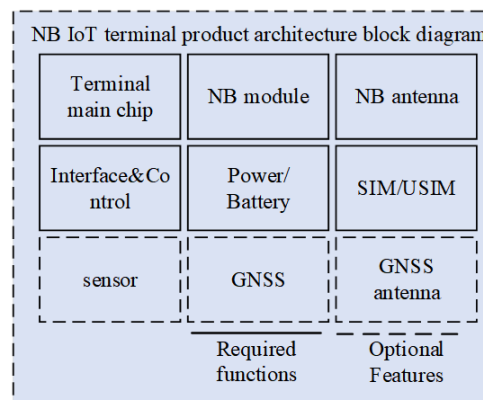 NB IoT terminal product architecture block diagram
Terminal
main chip
NB module
NB antenna
Interface&Co
ntrol
Power/
Battery
SIM/USIM
sensor
GNSS
GNSS
antenna
Required
functions
Optional
Features